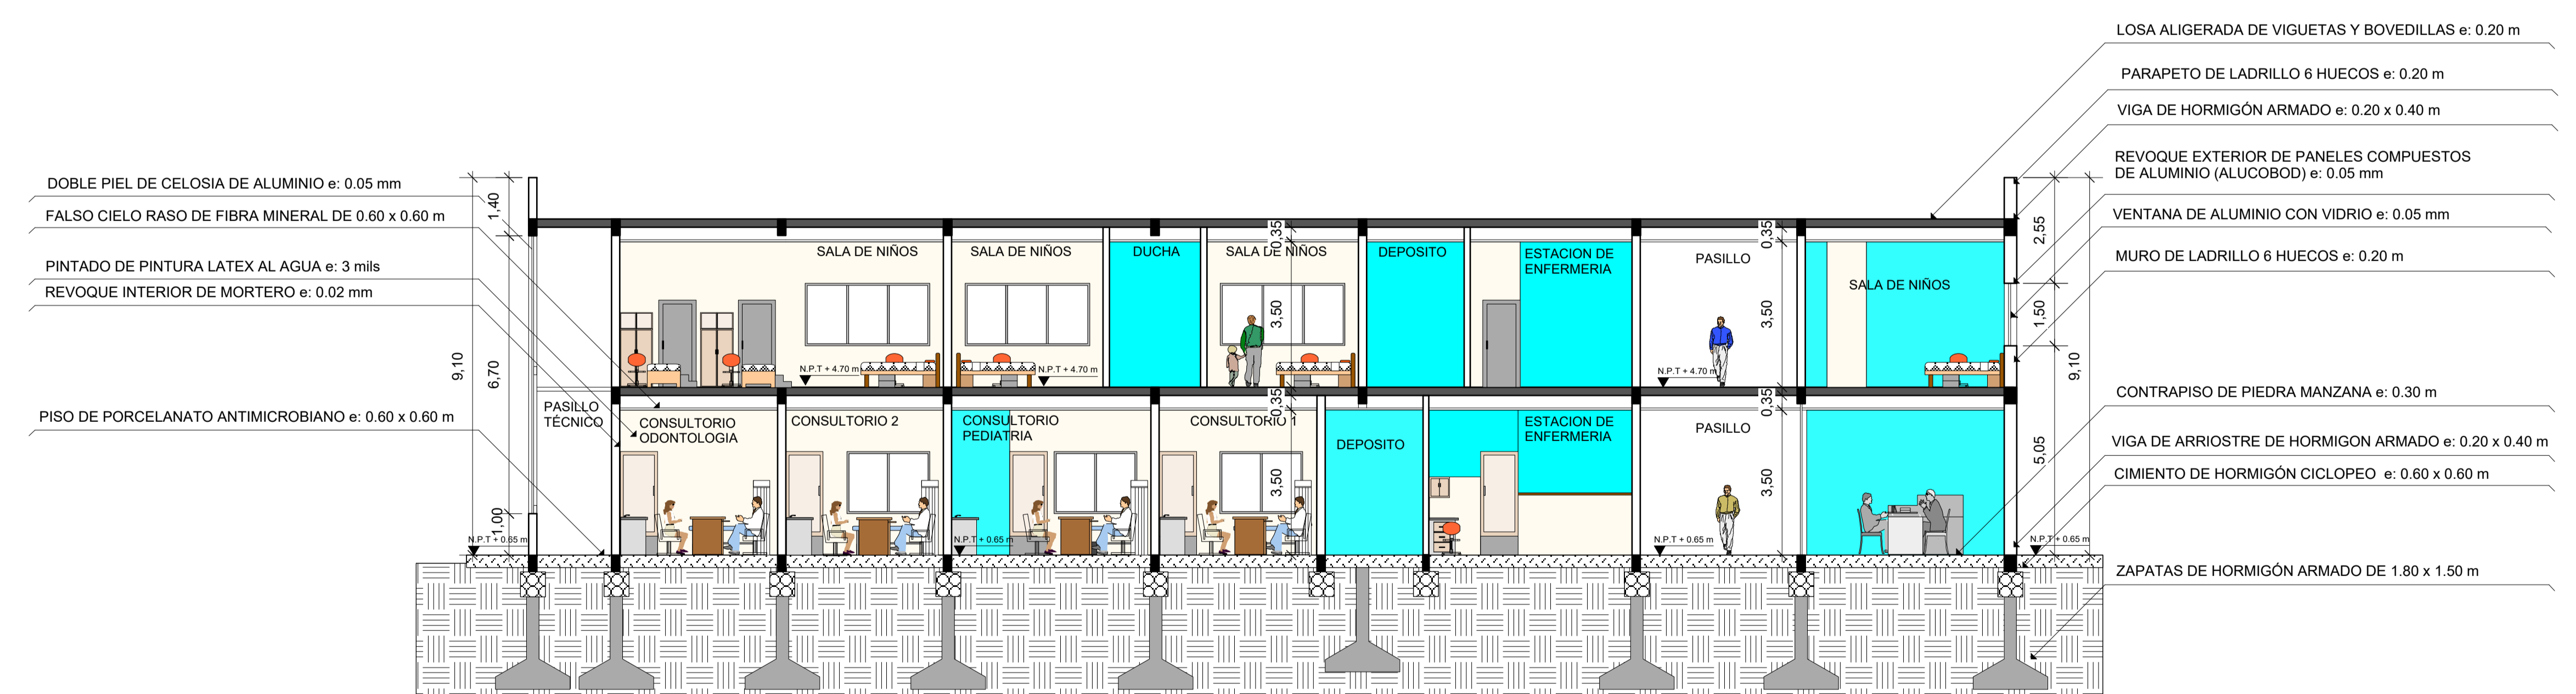 LOSA ALIGERADA DE VIGUETAS Y BOVEDILLAS e: 0.20 m
PARAPETO DE LADRILLO 6 HUECOS e: 0.20 m
VIGA DE HORMIGÓN ARMADO e: 0.20 x 0.40 m
REVOQUE EXTERIOR DE PANELES COMPUESTOS
DE ALUMINIO (ALUCOBOD) e: 0.05 mm
VENTANA DE ALUMINIO CON VIDRIO e: 0.05 mm
MURO DE LADRILLO 6 HUECOS e: 0.20 m
CONTRAPISO DE PIEDRA MANZANA e: 0.30 m
VIGA DE ARRIOSTRE DE HORMIGON ARMADO e: 0.20 x 0.40 m
CIMIENTO DE HORMIGÓN CICLOPEO e: 0.60 x 0.60 m
ZAPATAS DE HORMIGÓN ARMADO DE 1.80 x 1.50 m
DOBLE PIEL DE CELOSIA DE ALUMINIO e: 0.05 mm
FALSO CIELO RASO DE FIBRA MINERAL DE 0.60 x 0.60 m
PINTADO DE PINTURA LATEX AL AGUA e: 3 mils
REVOQUE INTERIOR DE MORTERO e: 0.02 mm
PISO DE PORCELANATO ANTIMICROBIANO e: 0.60 x 0.60 m
9,10
1,40
6,70
1,00
N.P.T + 0.65 m
SALA DE NIÑOS
SALA DE NIÑOS
DUCHA
SALA DE NIÑOS
DEPOSITO
ESTACION DE
ENFERMERIA
PASILLO
SALA DE NIÑOS
0,35
3,50
0,35
3,50
N.P.T + 4.70 m
N.P.T + 4.70 m
N.P.T + 4.70 m
PASILLO
TÉCNICO
CONSULTORIO
ODONTOLOGIA
CONSULTORIO 2
CONSULTORIO
PEDIATRIA
CONSULTORIO 1
DEPOSITO
ESTACION DE
ENFERMERIA
PASILLO
0,35
3,50
0,35
3,50
N.P.T + 0.65 m
N.P.T + 0.65 m
N.P.T + 0.65 m
2,55
1,50
5,05
9,10